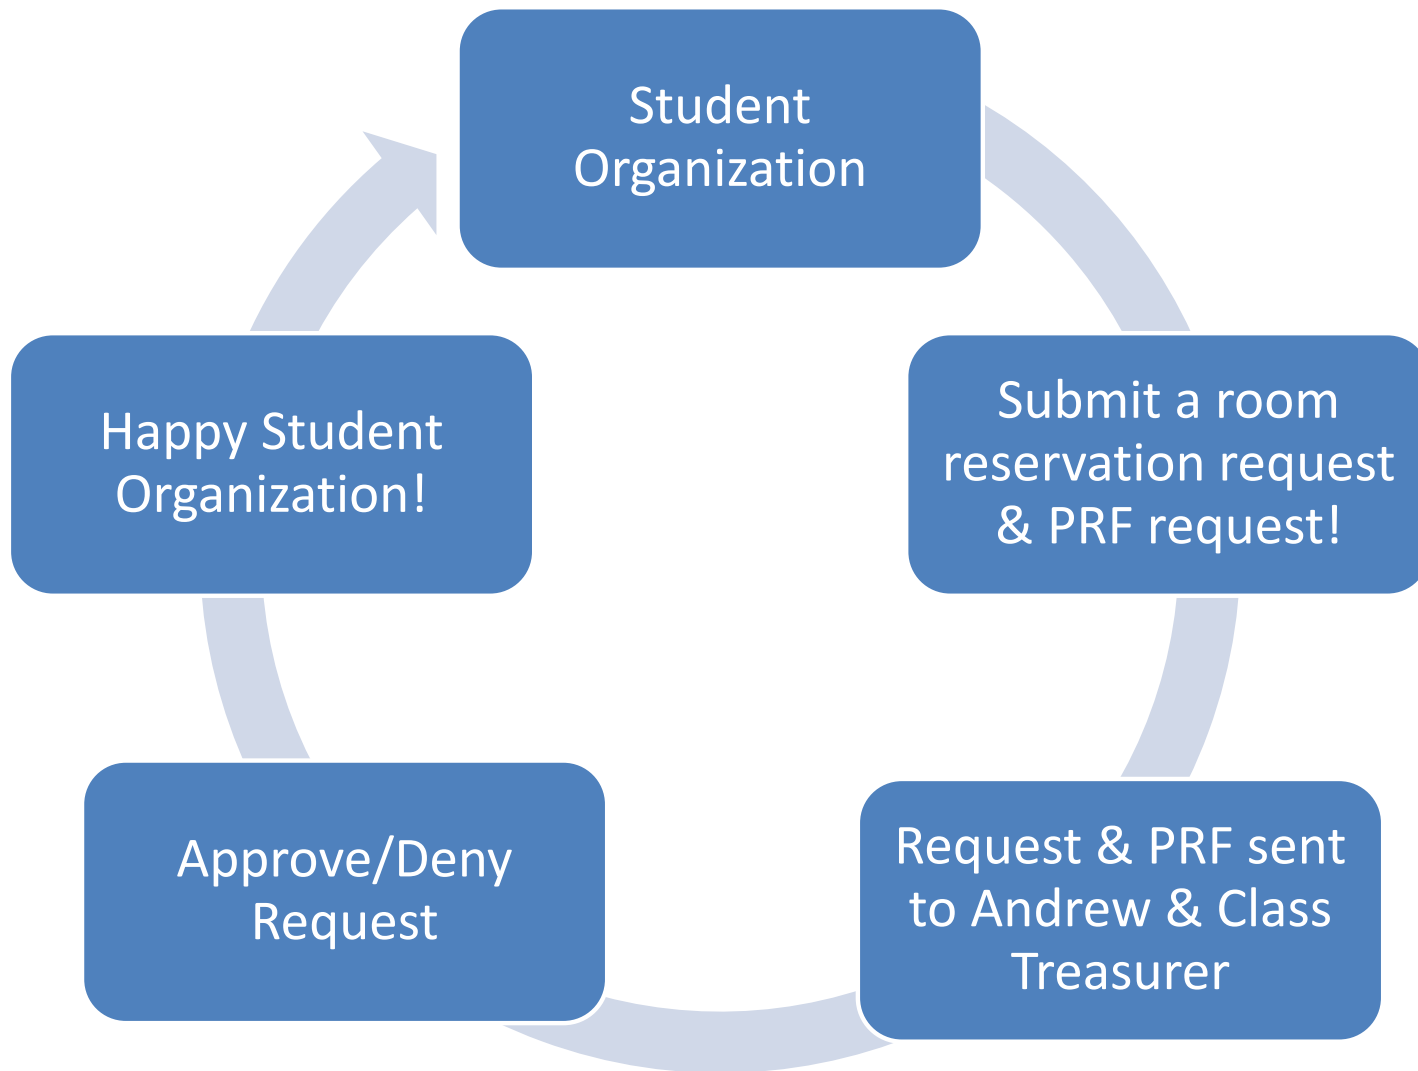 Student
Organization
Submit a room
reservation request
& PRF request!
Request & PRF sent
to Andrew & Class
Treasurer
Approve/Deny
Request
Happy Student
Organization!